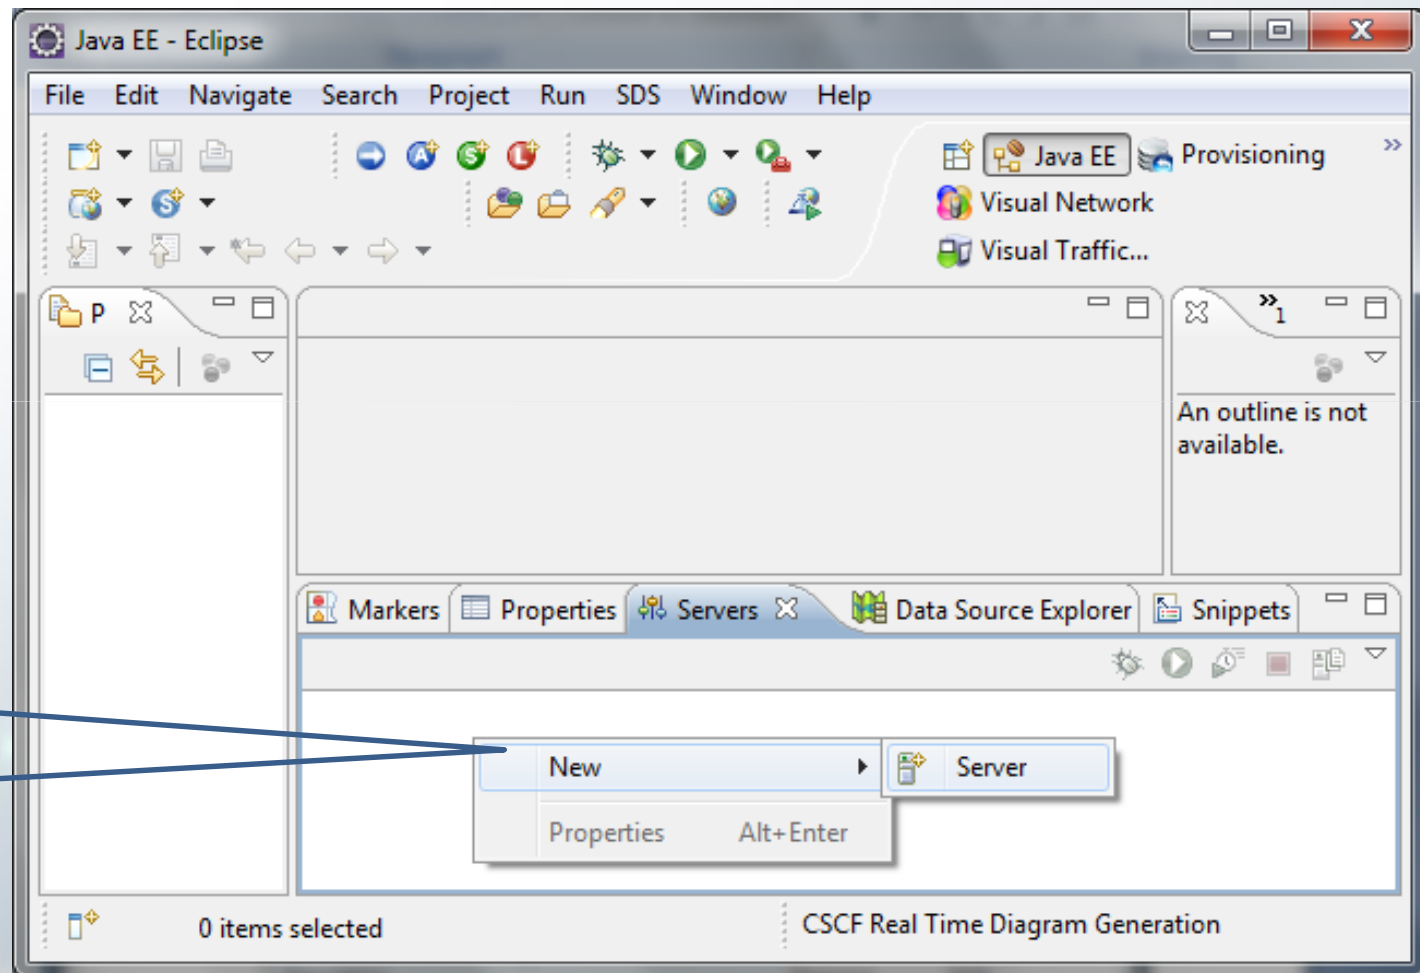 Java EE - Eclipse
File Edit Navigate Search Project Run SDS Window Help
Java EE Provisioning
Visual Network
Visual Traffic...
P
1
An outline is not
available.
Markers Properties Servers Data Source Explorer Snippets
New Server
Properties Alt+Enter
0 items selected CSCF Real Time Diagram Generation